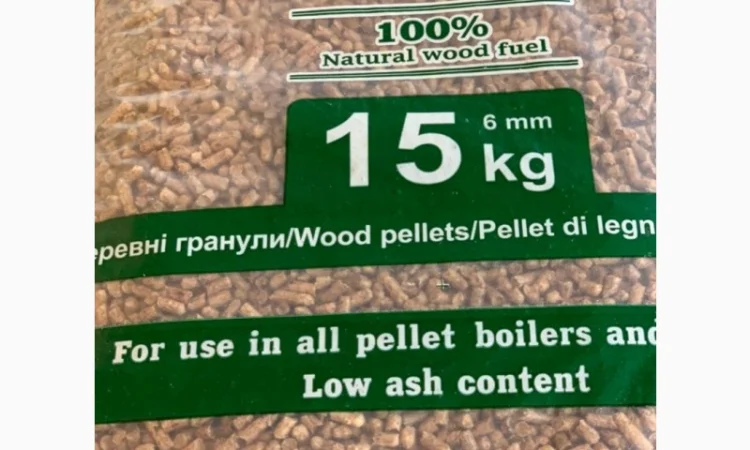 100%
Natural wood fuel
15 6 mm
kg
еревні гранули/Wood pellets/Pellet di legn
For use in all pellet boilers and
Low ash content